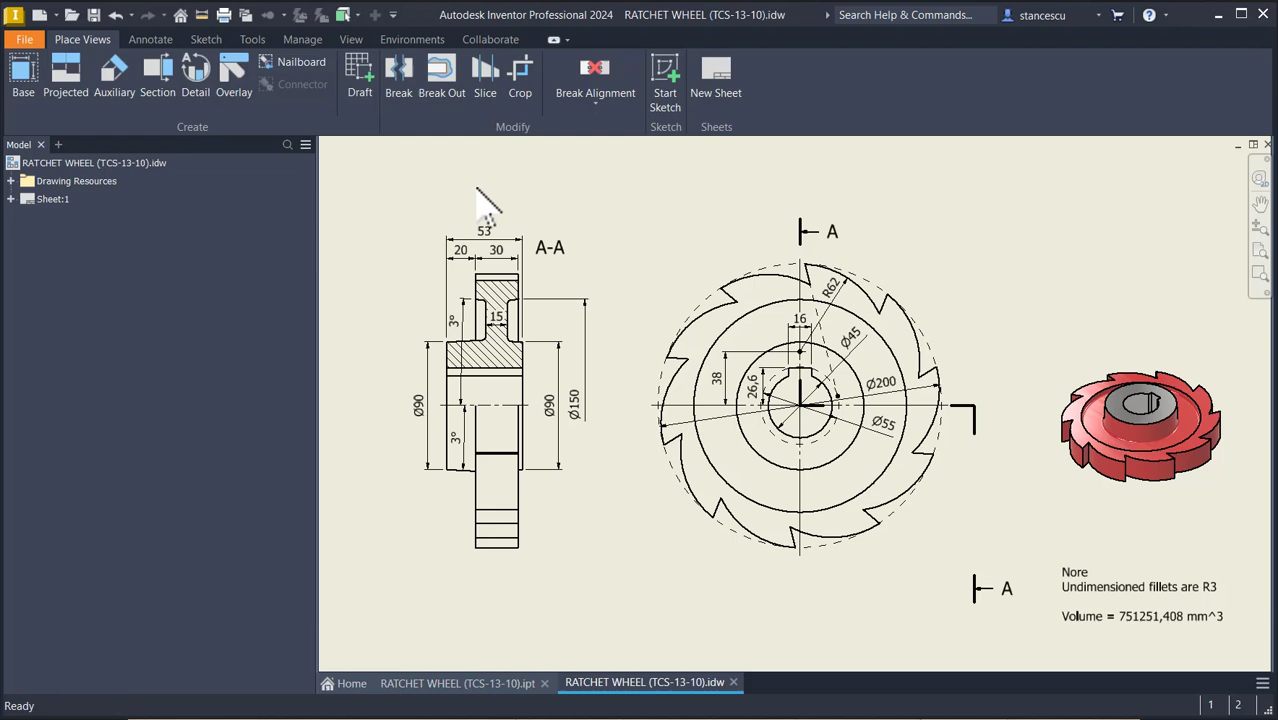 Autodesk Inventor Professional 2024 RATCHET WHEEL (TCS-13-10).idw
Search Help & Commands...
stancescu
File
Place Views
Annotate
Sketch
Tools
Manage
View
Environments
Collaborate
Base
Projected
Auxiliary
Section
Detail
Overlay
Nailboard
Connector
Draft
Break
Break Out
Slice
Crop
Break Alignment
Start
Sketch
New Sheet
Create
Modify
Sketch
Sheets
Model
RATCHET WHEEL (TCS-13-10).idw
Drawing Resources
Sheet:1
53
20
30
A-A
3°
15
Ø90
Ø90
Ø150
3°
A
R62
16
Ø45
38
26,6
Ø200
Ø55
A
Nore
Undimensioned fillets are R3
Volume = 751251,408 mm^3
Home
RATCHET WHEEL (TCS-13-10).ipt
RATCHET WHEEL (TCS-13-10).idw
Ready
1
2